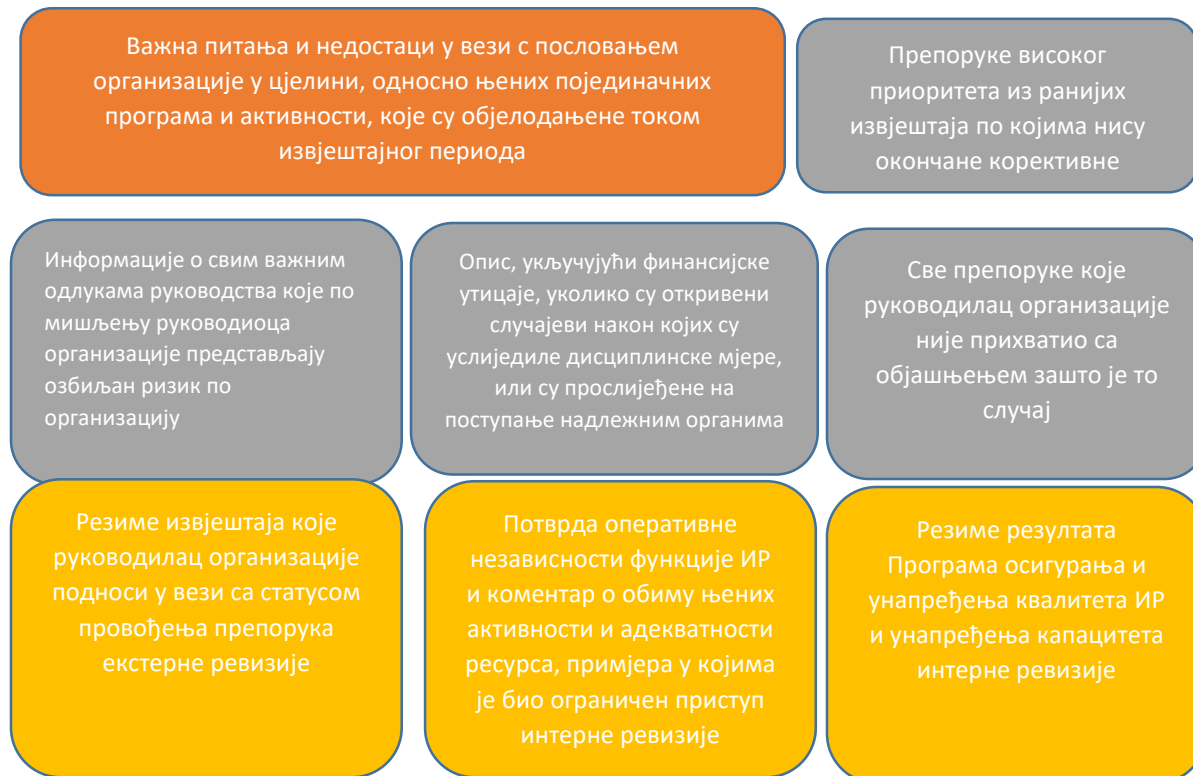 Важна питања и недостаци у вези с пословањем
организације у цјелини, односно њених појединачних
програма и активности, које су објелодањене током
извјештајног периода
Препоруке високог
приоритета из ранијих
извјештаја по којима нису
окончане корективне
Информације о свим важним
одлукама руководства које по
мишљењу руководиоца
организације представљају
озбиљан ризик по
организацију
Опис, укључујући финансијске
утицаје, уколико су откривени
случајеви након којих су
услиједиле дисциплинске мјере,
или су прослијеђене на
поступање надлежним органима
Све препоруке које
руководилац организације
није прихватио са
објашњењем зашто је то
случај
Резиме извјештаја које
руководилац организације
подноси у вези са статусом
провођења препорука
екстерне ревизије
Потврда оперативне
независности функције ИР
и коментар о обиму њених
активности и адекватности
ресурса, примјера у којима
је био ограничен приступ
интерне ревизије
Резиме резултата
Програма осигурања и
унапређења квалитета ИР
и унапређења капацитета
интерне ревизије